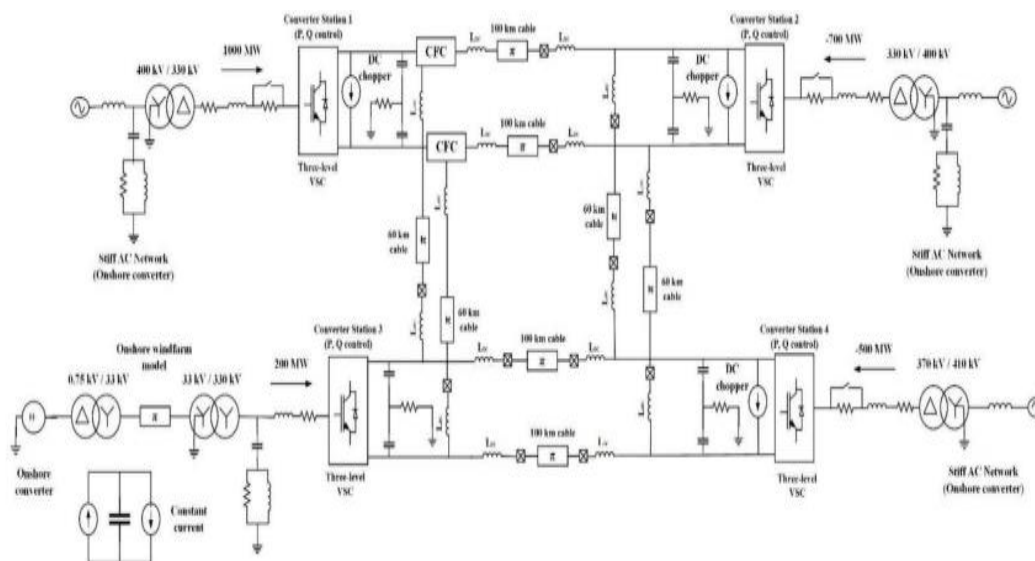 Converter Station 1
(P, Q control)
1000 MW
400 kV / 330 kV
CFC
100 km cable
π
DC
chopper
Three-level
VSC
Stiff AC Network
(Onshore converter)
Converter Station 2
(P, Q control)
-700 MW
330 kV / 400 kV
DC
chopper
Three-level
VSC
Stiff AC Network
(Onshore converter)
CFC
100 km cable
π
60 km
cable
π
60 km
cable
π
60 km
cable
π
60 km
cable
π
Onshore windfarm
model
0.75 kV / 33 kV
33 kV / 330 kV
π
200 MW
Converter Station 3
(P, Q control)
Three-level
VSC
Onshore
converter
Constant
current
100 km cable
π
100 km cable
π
Converter Station 4
(P, Q control)
-500 MW
370 kV / 410 kV
DC
chopper
Three-level
VSC
Stiff AC Network
(Onshore converter)